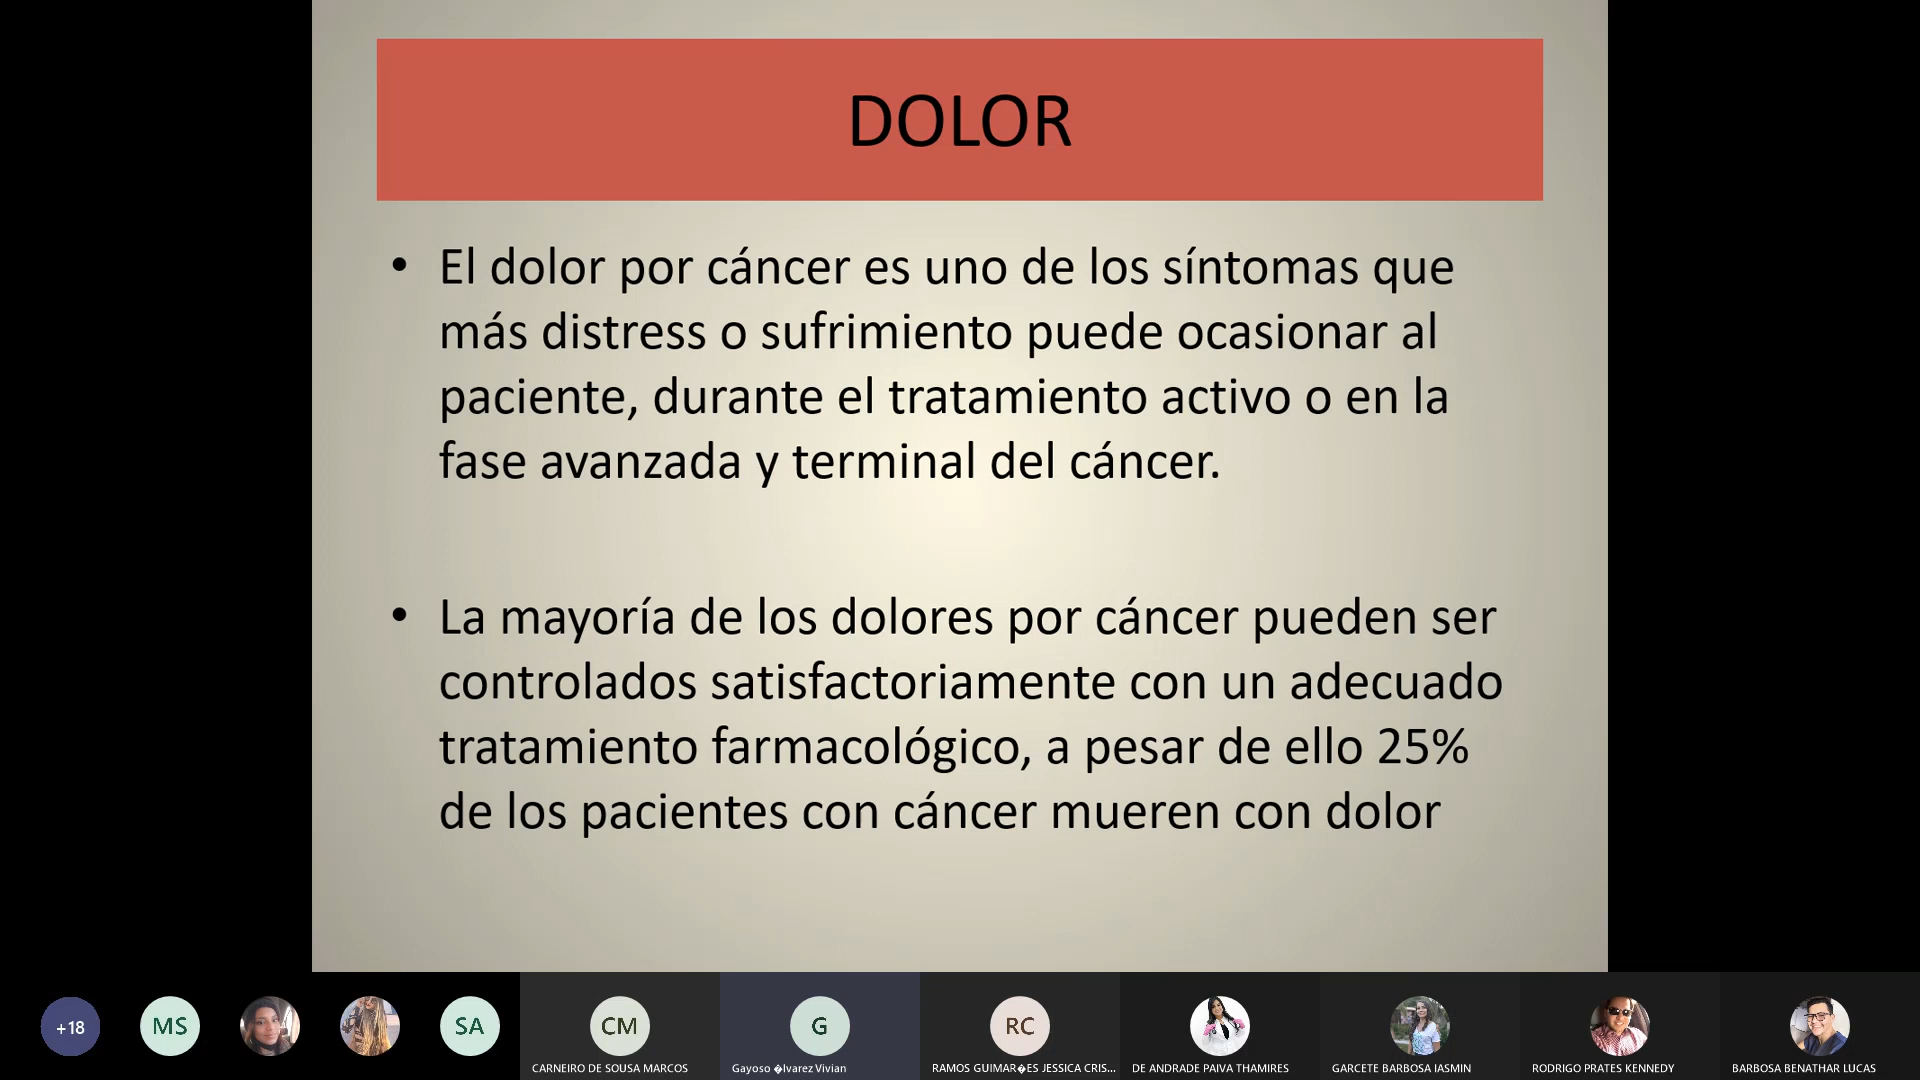 DOLOR
• El dolor por cáncer es uno de los síntomas que
más distress o sufrimiento puede ocasionar al
paciente, durante el tratamiento activo o en la
fase avanzada y terminal del cáncer.
• La mayoría de los dolores por cáncer pueden ser
controlados satisfactoriamente con un adecuado
tratamiento farmacológico, a pesar de ello 25%
de los pacientes con cáncer mueren con dolor
+18
MS
SA
CM
G
RC
CARNEIRO DE SOUSA MARCOS
Gayoso �lvarez Vivian
RAMOS GUIMAR�ES JESSICA CRIS...
DE ANDRADE PAIVA THAMIRES
GARCETE BARBOSA IASMIN
RODRIGO PRATES KENNEDY
BARBOSA BENATHAR LUCAS